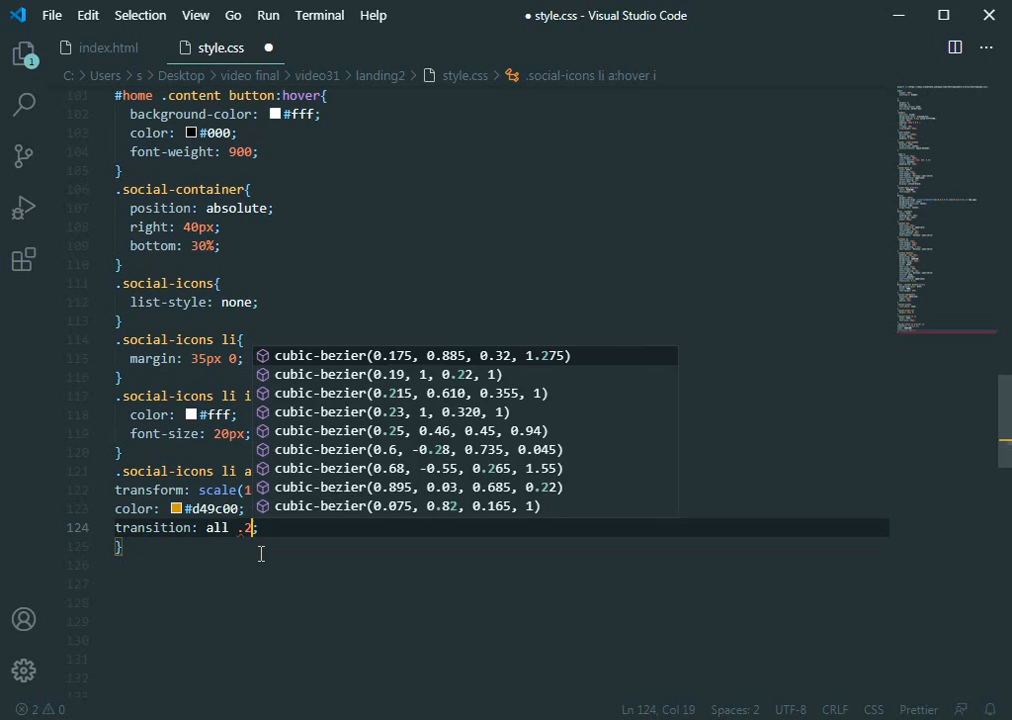 File Edit Selection View Go Run Terminal Help ● style.css - Visual Studio Code
1
index.html style.css
C: > Users > s > Desktop > video final > video31 > landing2 > style.css > .social-icons li a:hover i
101 #home .content button:hover{
102 background-color: #fff;
103 color: #000;
104 font-weight: 900;
105 }
106 .social-container{
107 position: absolute;
108 right: 40px;
109 bottom: 30%;
110 }
111 .social-icons{
112 list-style: none;
113 }
114 .social-icons li{
115 margin: 35px 0;
116 }
117 .social-icons li i
118 color: #fff;
119 font-size: 20px;
120 }
121 .social-icons li a
122 transform: scale(1
123 color: #d49c00;
124 transition: all .2;
125 }
126
127
128
129
130
131
132
cubic-bezier(0.175, 0.885, 0.32, 1.275)
cubic-bezier(0.19, 1, 0.22, 1)
cubic-bezier(0.215, 0.610, 0.355, 1)
cubic-bezier(0.23, 1, 0.320, 1)
cubic-bezier(0.25, 0.46, 0.45, 0.94)
cubic-bezier(0.6, -0.28, 0.735, 0.045)
cubic-bezier(0.68, -0.55, 0.265, 1.55)
cubic-bezier(0.895, 0.03, 0.685, 0.22)
cubic-bezier(0.075, 0.82, 0.165, 1)
2 0 Ln 124, Col 19 Spaces: 2 UTF-8 CRLF CSS Prettier